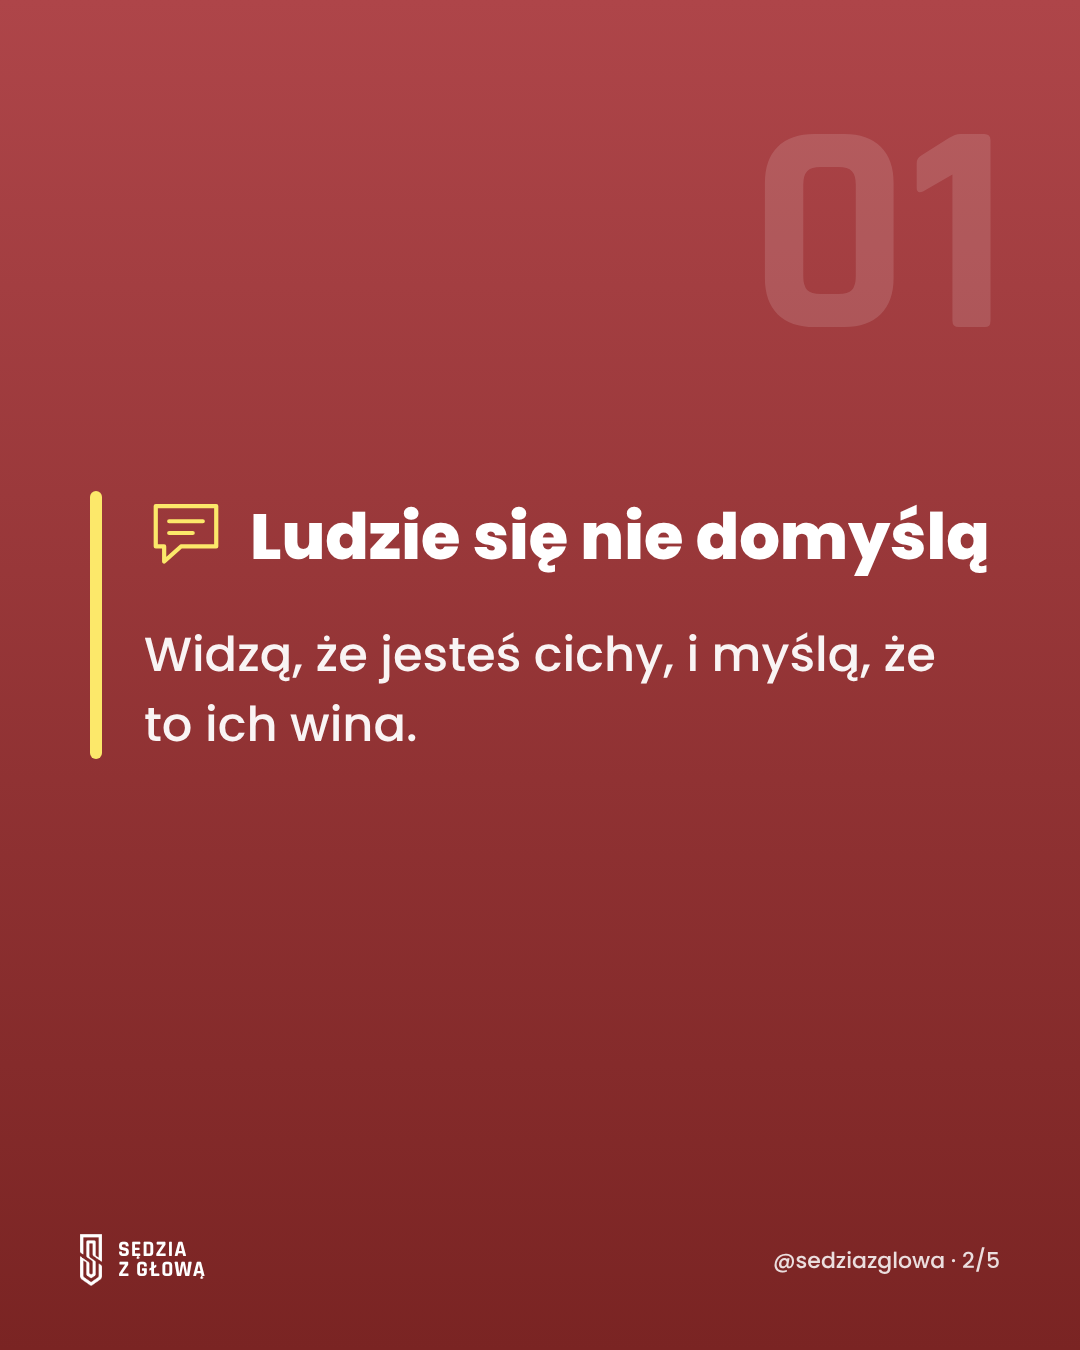 01
Ludzie się nie domyślą
Widzą, że jesteś cichy, i myślą, że
to ich wina.
SĘDZIA
Z GŁOWĄ
@sedziazglowa · 2/5